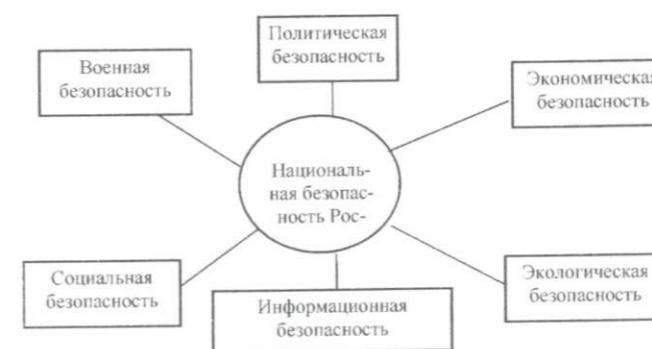 Политическая
безопасность
Военная
безопасность
Экономическая
безопасность
Националь-
ная безопас-
ность Рос-
Социальная
безопасность
Экологическая
безопасность
Информационная
безопасность